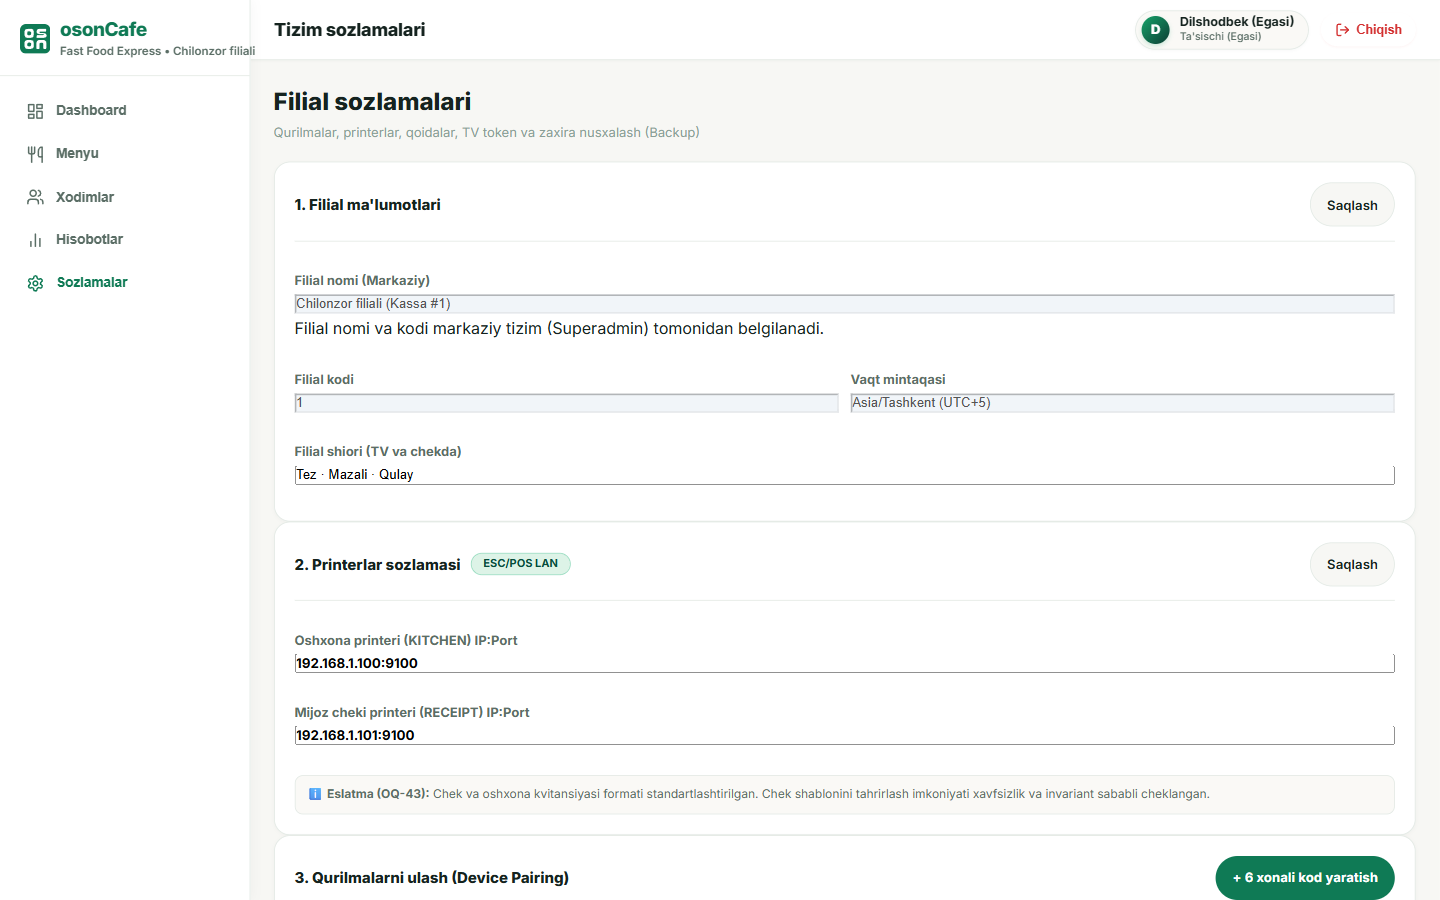 oson
osonCafe
Fast Food Express • Chilonzor filiali
Tizim sozlamalari
D
Dilshodbek (Egasi)
Ta'sischi (Egasi)
Chiqish
Dashboard
Menyu
Xodimlar
Hisobotlar
Sozlamalar
Filial sozlamalari
Qurilmalar, printerlar, qoidalar, TV token va zaxira nusxalash (Backup)
1. Filial ma'lumotlari
Saqlash
Filial nomi (Markaziy)
Chilonzor filiali (Kassa #1)
Filial nomi va kodi markaziy tizim (Superadmin) tomonidan belgilanadi.
Filial kodi
Vaqt mintaqasi
1
Asia/Tashkent (UTC+5)
Filial shiori (TV va chekda)
Tez · Mazali · Qulay
2. Printerlar sozlamasi
ESC/POS LAN
Saqlash
Oshxona printeri (KITCHEN) IP:Port
192.168.1.100:9100
Mijoz cheki printeri (RECEIPT) IP:Port
192.168.1.101:9100
ℹ️ Eslatma (OQ-43): Chek va oshxona kvitansiyasi formati standartlashtirilgan. Chek shablonini tahrirlash imkoniyati xavfsizlik va invariant sababli cheklangan.
3. Qurilmalarni ulash (Device Pairing)
+ 6 xonali kod yaratish